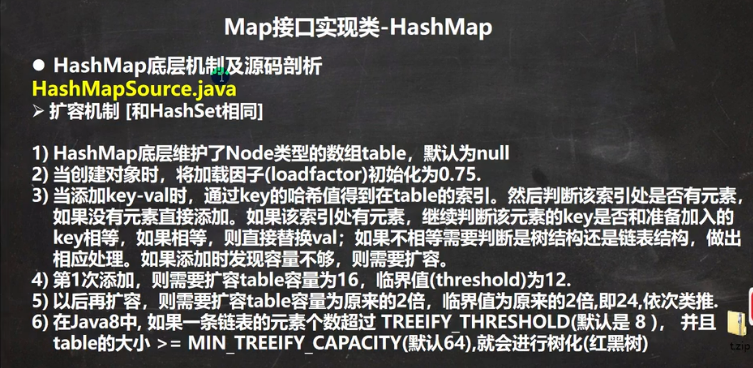 Map接口实现类-HashMap
● HashMap底层机制及源码剖析
HashMapSource.java
➢ 扩容机制 [和HashSet相同]
1) HashMap底层维护了Node类型的数组table，默认为null
2) 当创建对象时，将加载因子(loadfactor)初始化为0.75.
3) 当添加key-val时，通过key的哈希值得到在table的索引。然后判断该索引处是否有元素，
如果没有元素直接添加。如果该索引处有元素，继续判断该元素的key是否和准备加入的
key相等，如果相等，则直接替换val；如果不相等需要判断是树结构还是链表结构，做出
相应处理。如果添加时发现容量不够，则需要扩容。
4) 第1次添加，则需要扩容table容量为16，临界值(threshold)为12.
5) 以后再扩容，则需要扩容table容量为原来的2倍，临界值为原来的2倍,即24,依次类推.
6) 在Java8中, 如果一条链表的元素个数超过 TREEIFY_THRESHOLD(默认是 8 )， 并且
table的大小 >= MIN_TREEIFY_CAPACITY(默认64),就会进行树化(红黑树)
t.zip